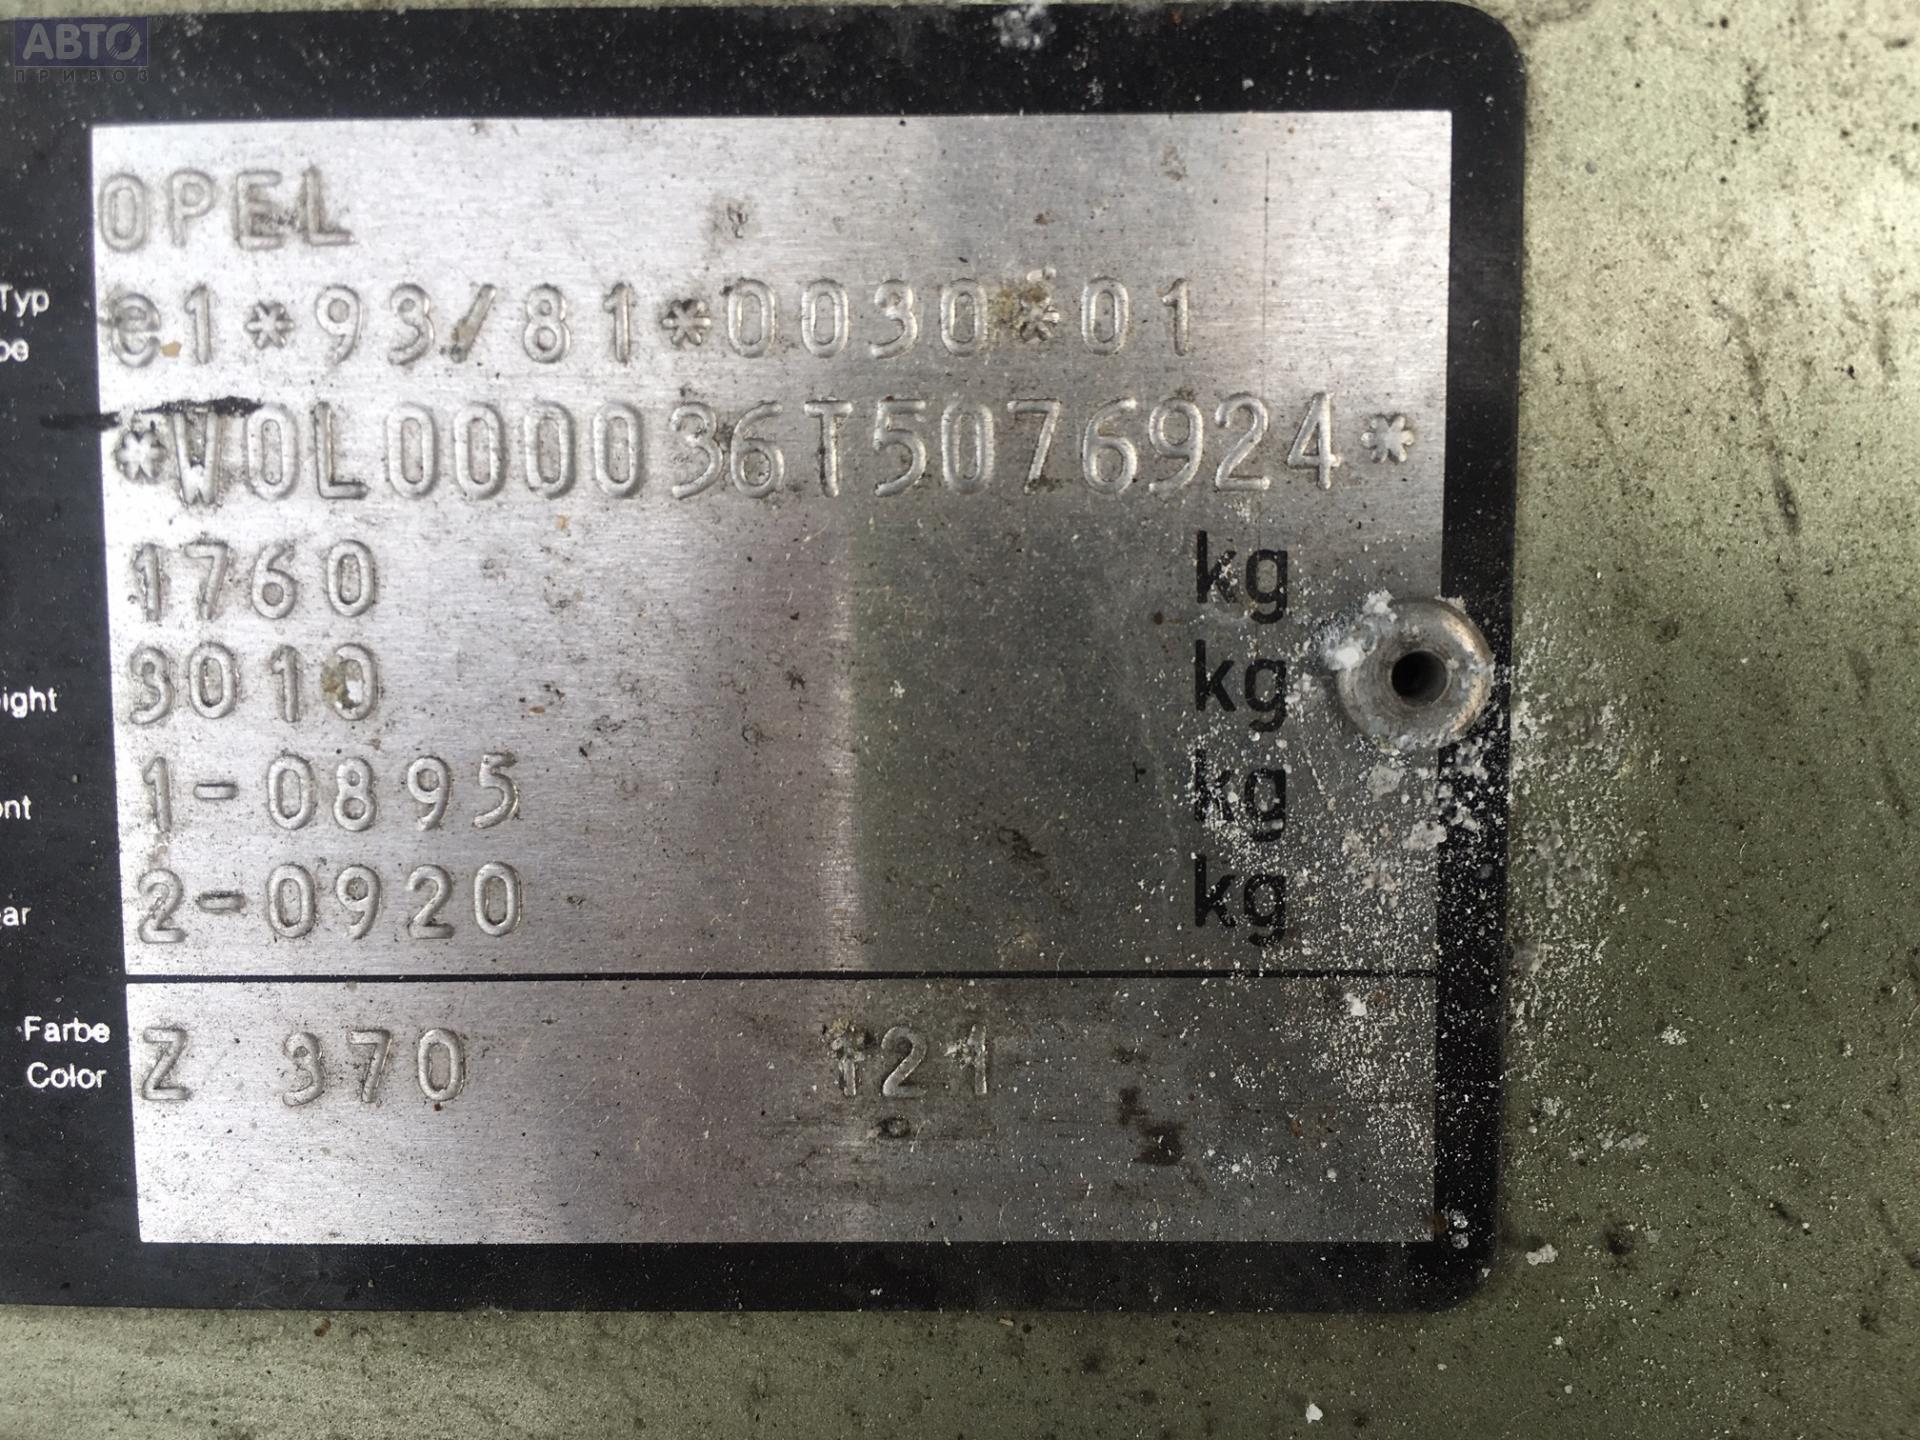 АВТО
ПРИВОЗ
OPEL
Typ e1*93/81*0030*01
*W0L000036T5076924*
1760 kg
3010 kg
1-0895 kg
2-0920 kg
Farbe
Color Z 370 121